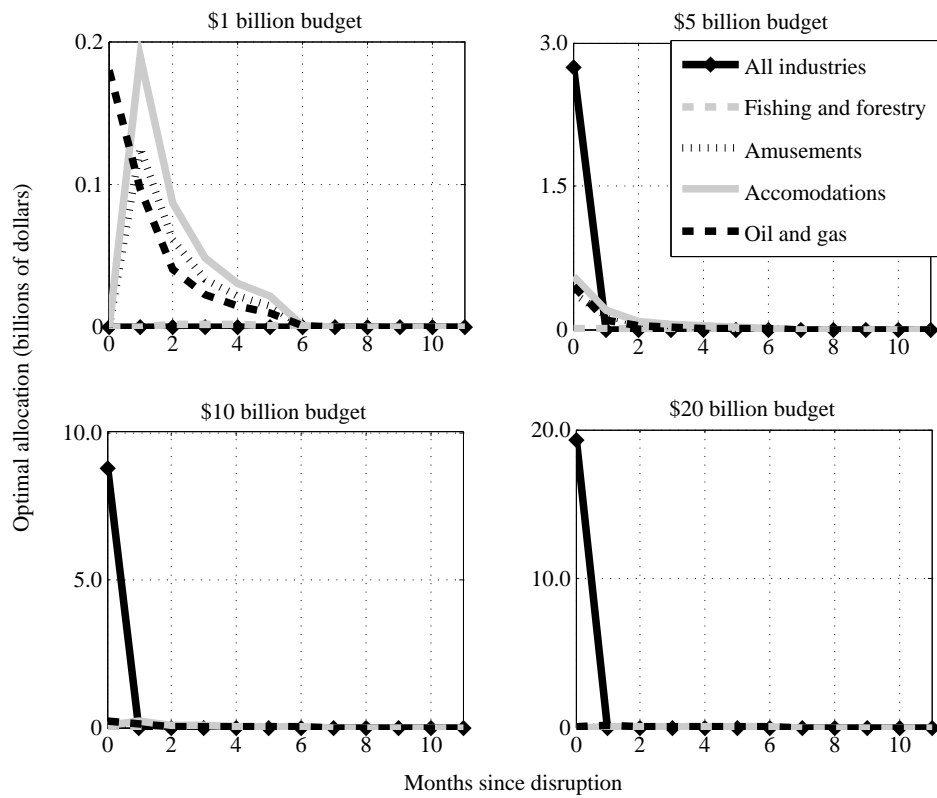 $1 billion budget
0.2
0.1
0
0 2 4 6 8 10
$5 billion budget
3.0
1.5
0
0 2 4 6 8 10
All industries
Fishing and forestry
Amusements
Accomodations
Oil and gas
Optimal allocation (billions of dollars)
$10 billion budget
10.0
5.0
0
0 2 4 6 8 10
$20 billion budget
20.0
10.0
0
0 2 4 6 8 10
Months since disruption